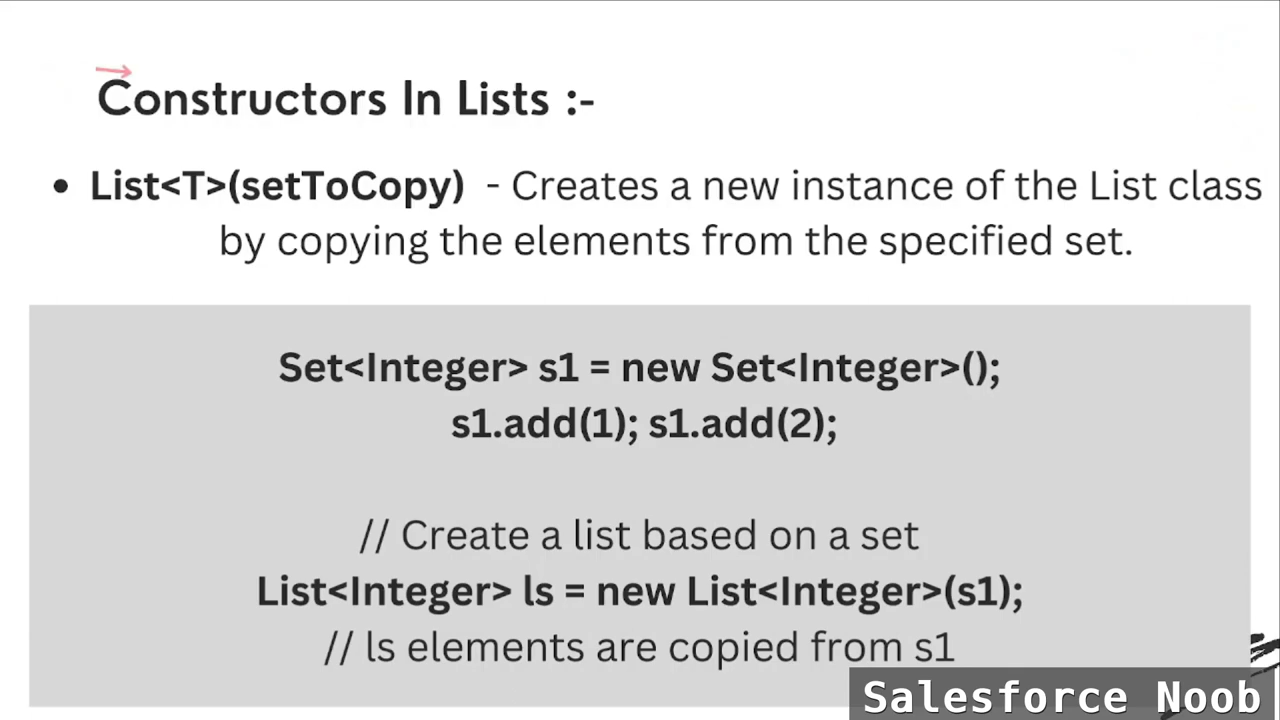 Constructors In Lists :-
• List<T>(setToCopy) - Creates a new instance of the List class
by copying the elements from the specified set.
Set<Integer> s1 = new Set<Integer>();
s1.add(1); s1.add(2);
// Create a list based on a set
List<Integer> ls = new List<Integer>(s1);
// ls elements are copied from s1
Salesforce Noob